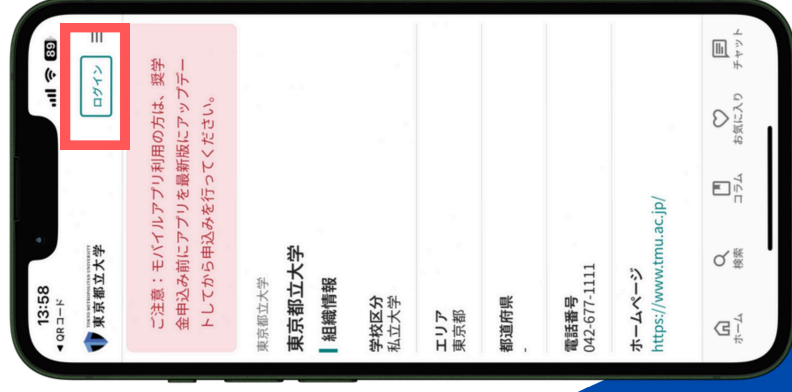 13:58
89
◀ QRコード
TOKYO METROPOLITAN UNIVERSITY
東京都立大学
ログイン
ご注意：モバイルアプリ利用の方は、奨学
金申込み前にアプリを最新版にアップデー
トしてから申込みを行ってください。
東京都立大学
東京都立大学
組織情報
学校区分
私立大学
エリア
東京都
都道府県
-
電話番号
042-677-1111
ホームページ
https://www.tmu.ac.jp/
ホーム
検索
コラム
お気に入り
チャット